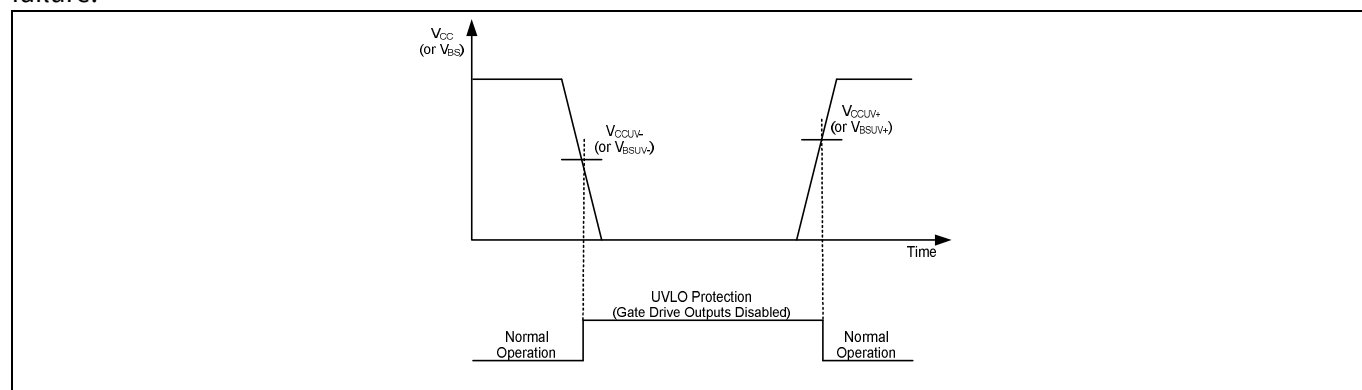 failure.
VCC
(or VBS)
VCCUV-
(or VBSUV-)
VCCUV+
(or VBSUV+)
Time
UVLO Protection
(Gate Drive Outputs Disabled)
Normal
Operation
Normal
Operation